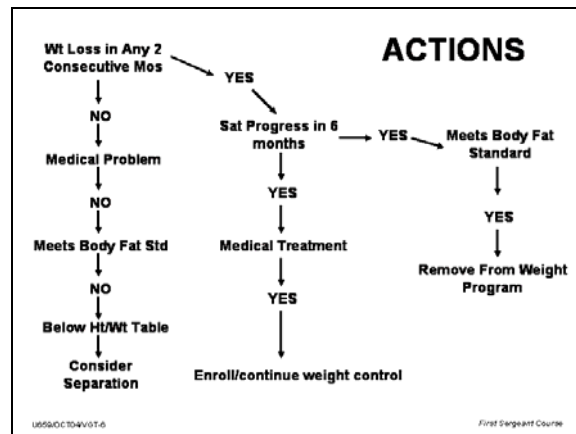 ACTIONS
Wt Loss in Any 2
Consecutive Mos
YES
NO
Sat Progress in 6
months
YES
Meets Body Fat
Standard
Medical Problem
YES
NO
YES
Meets Body Fat Std
Medical Treatment
Remove From Weight
Program
NO
YES
Below Ht/Wt Table
Consider
Separation
Enroll/continue weight control
U659/OCT04/VGT-6
First Sergeant Course